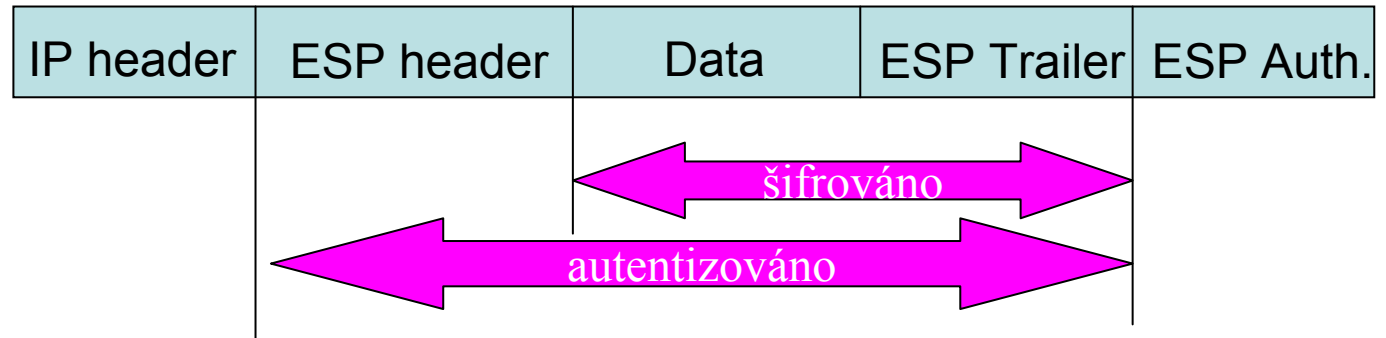 IP header ESP header Data ESP Trailer ESP Auth.
šifrováno
autentizováno